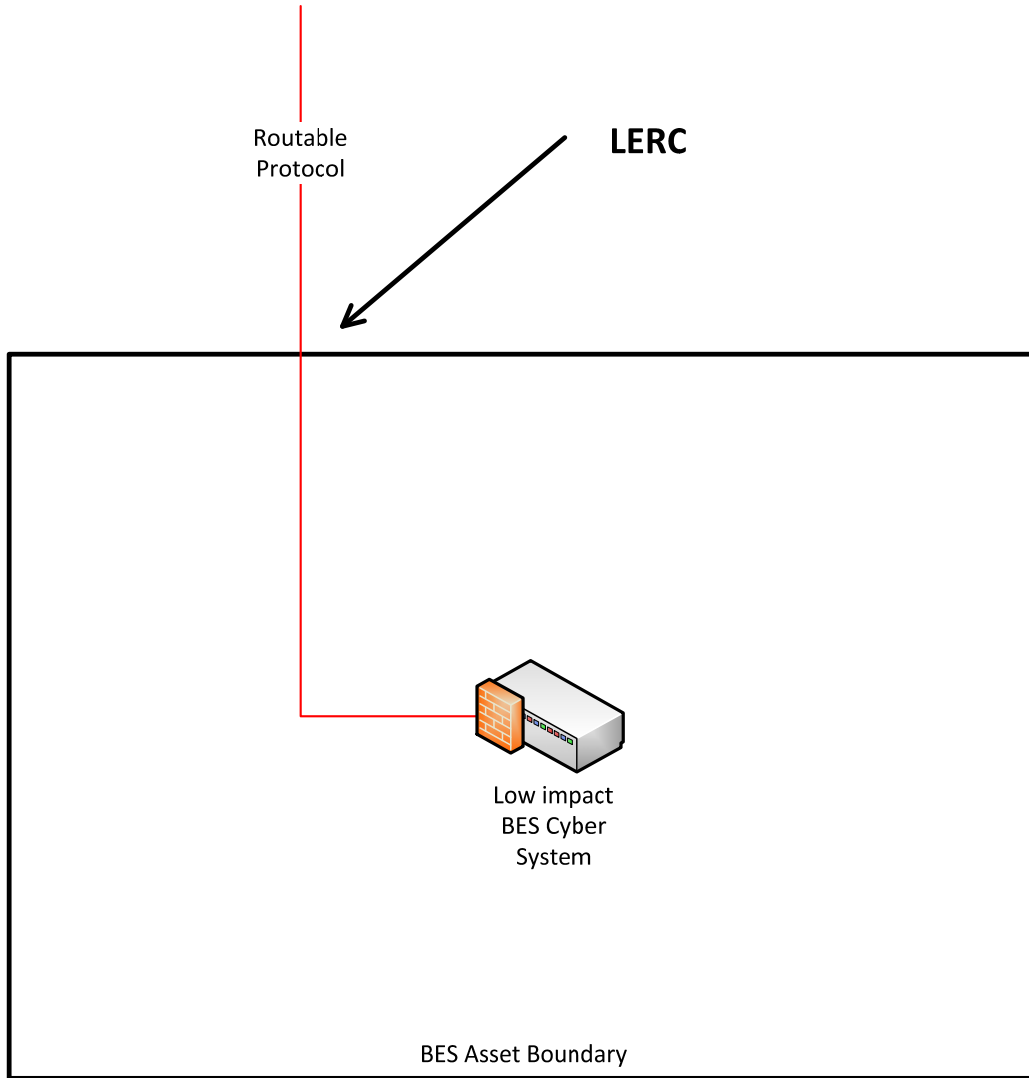 Routable
Protocol
LERC
Low impact
BES Cyber
System
BES Asset Boundary